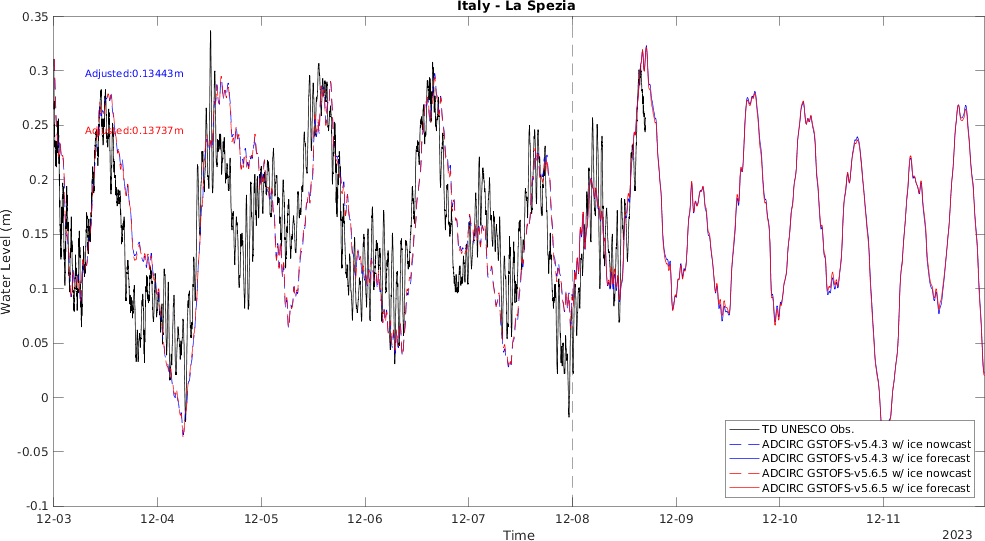 Italy - La Spezia
0.35
0.3
0.25
0.2
0.15
0.1
0.05
0
-0.05
-0.1
Water Level (m)
Adjusted:0.13443m
Adjusted:0.13737m
TD UNESCO Obs.
ADCIRC GSTOFS-v5.4.3 w/ ice nowcast
ADCIRC GSTOFS-v5.4.3 w/ ice forecast
ADCIRC GSTOFS-v5.6.5 w/ ice nowcast
ADCIRC GSTOFS-v5.6.5 w/ ice forecast
12-03 12-04 12-05 12-06 12-07 12-08 12-09 12-10 12-11
Time
2023